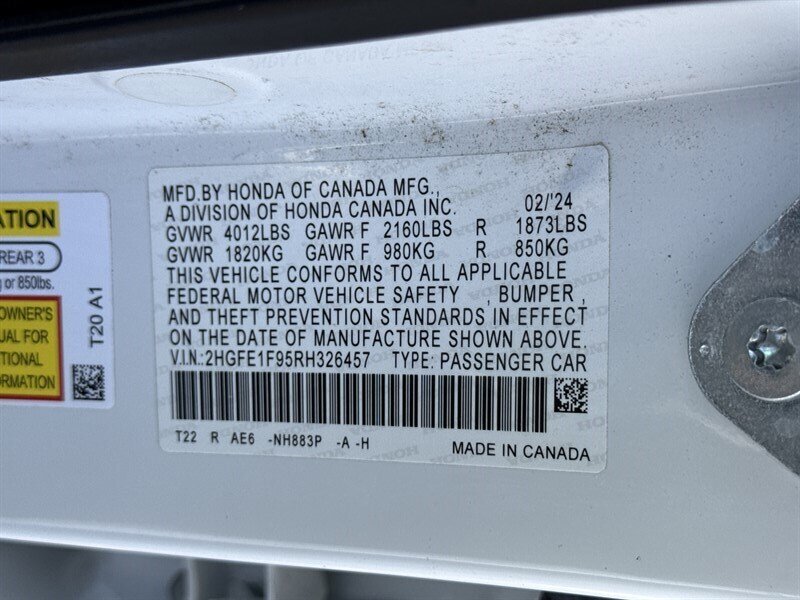 MFD.BY HONDA OF CANADA MFG.,
A DIVISION OF HONDA CANADA INC. 02/'24
GVWR 4012LBS GAWR F 2160LBS R 1873LBS
GVWR 1820KG GAWR F 980KG R 850KG
THIS VEHICLE CONFORMS TO ALL APPLICABLE
FEDERAL MOTOR VEHICLE SAFETY , BUMPER ,
AND THEFT PREVENTION STANDARDS IN EFFECT
ON THE DATE OF MANUFACTURE SHOWN ABOVE.
V.I.N.:2HGFE1F95RH326457 TYPE: PASSENGER CAR
T22 R AE6 -NH883P -A -H
MADE IN CANADA
ATION
REAR 3
or 850lbs.
OWNER'S
UAL FOR
TIONAL
ORMATION
T20 A1